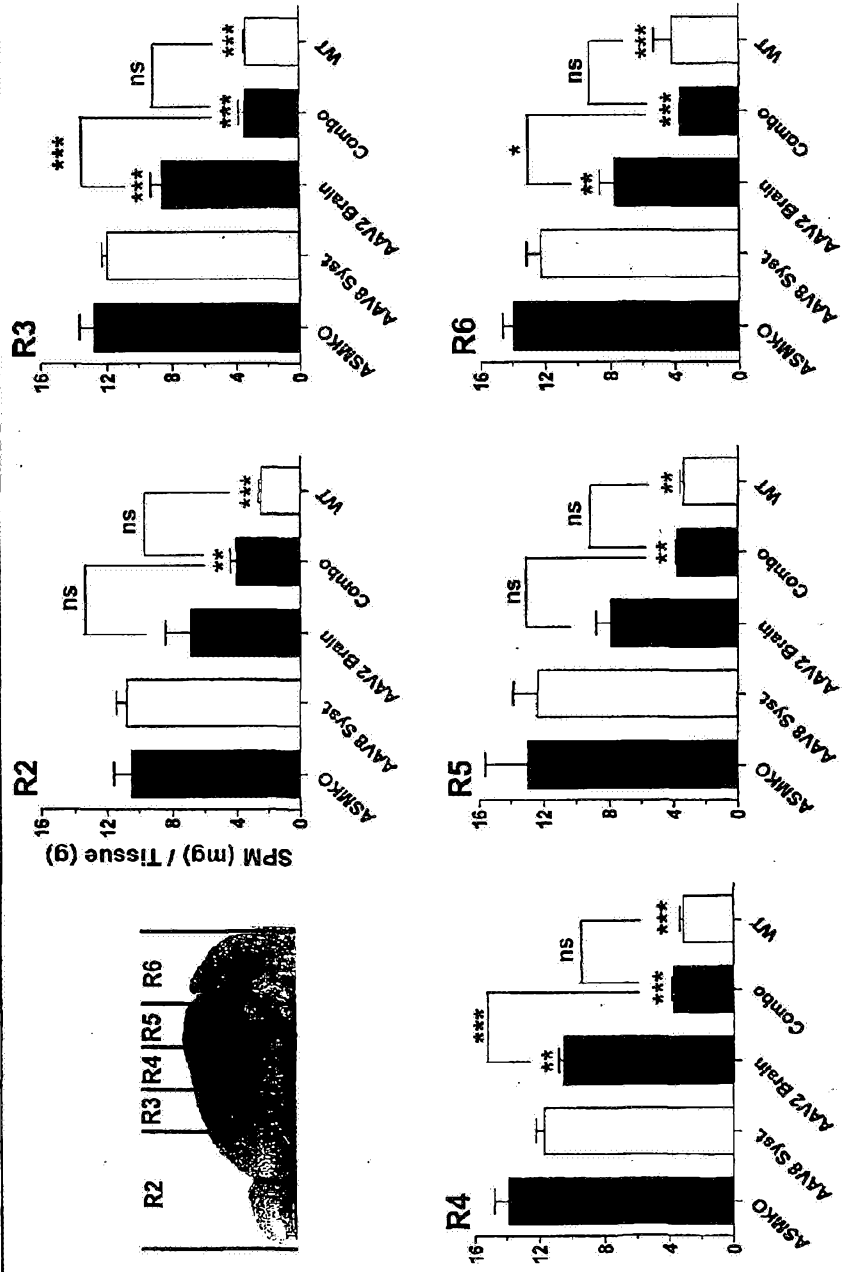 R2 R3 R4 R5 R6
R2
SPM (mg) / Tissue (g)
16
12
8
4
0
ns
ns
**
***
ASMKO
AAV8 Syst.
AAV2 Brain
Combo
WT
R3
16
12
8
4
0
***
ns
***
***
***
ASMKO
AAV8 Syst.
AAV2 Brain
Combo
WT
R4
16
12
8
4
0
***
ns
**
***
***
ASMKO
AAV8 Syst.
AAV2 Brain
Combo
WT
R5
16
12
8
4
0
ns
ns
**
**
ASMKO
AAV8 Syst.
AAV2 Brain
Combo
WT
R6
16
12
8
4
0
*
ns
**
***
***
ASMKO
AAV8 Syst.
AAV2 Brain
Combo
WT